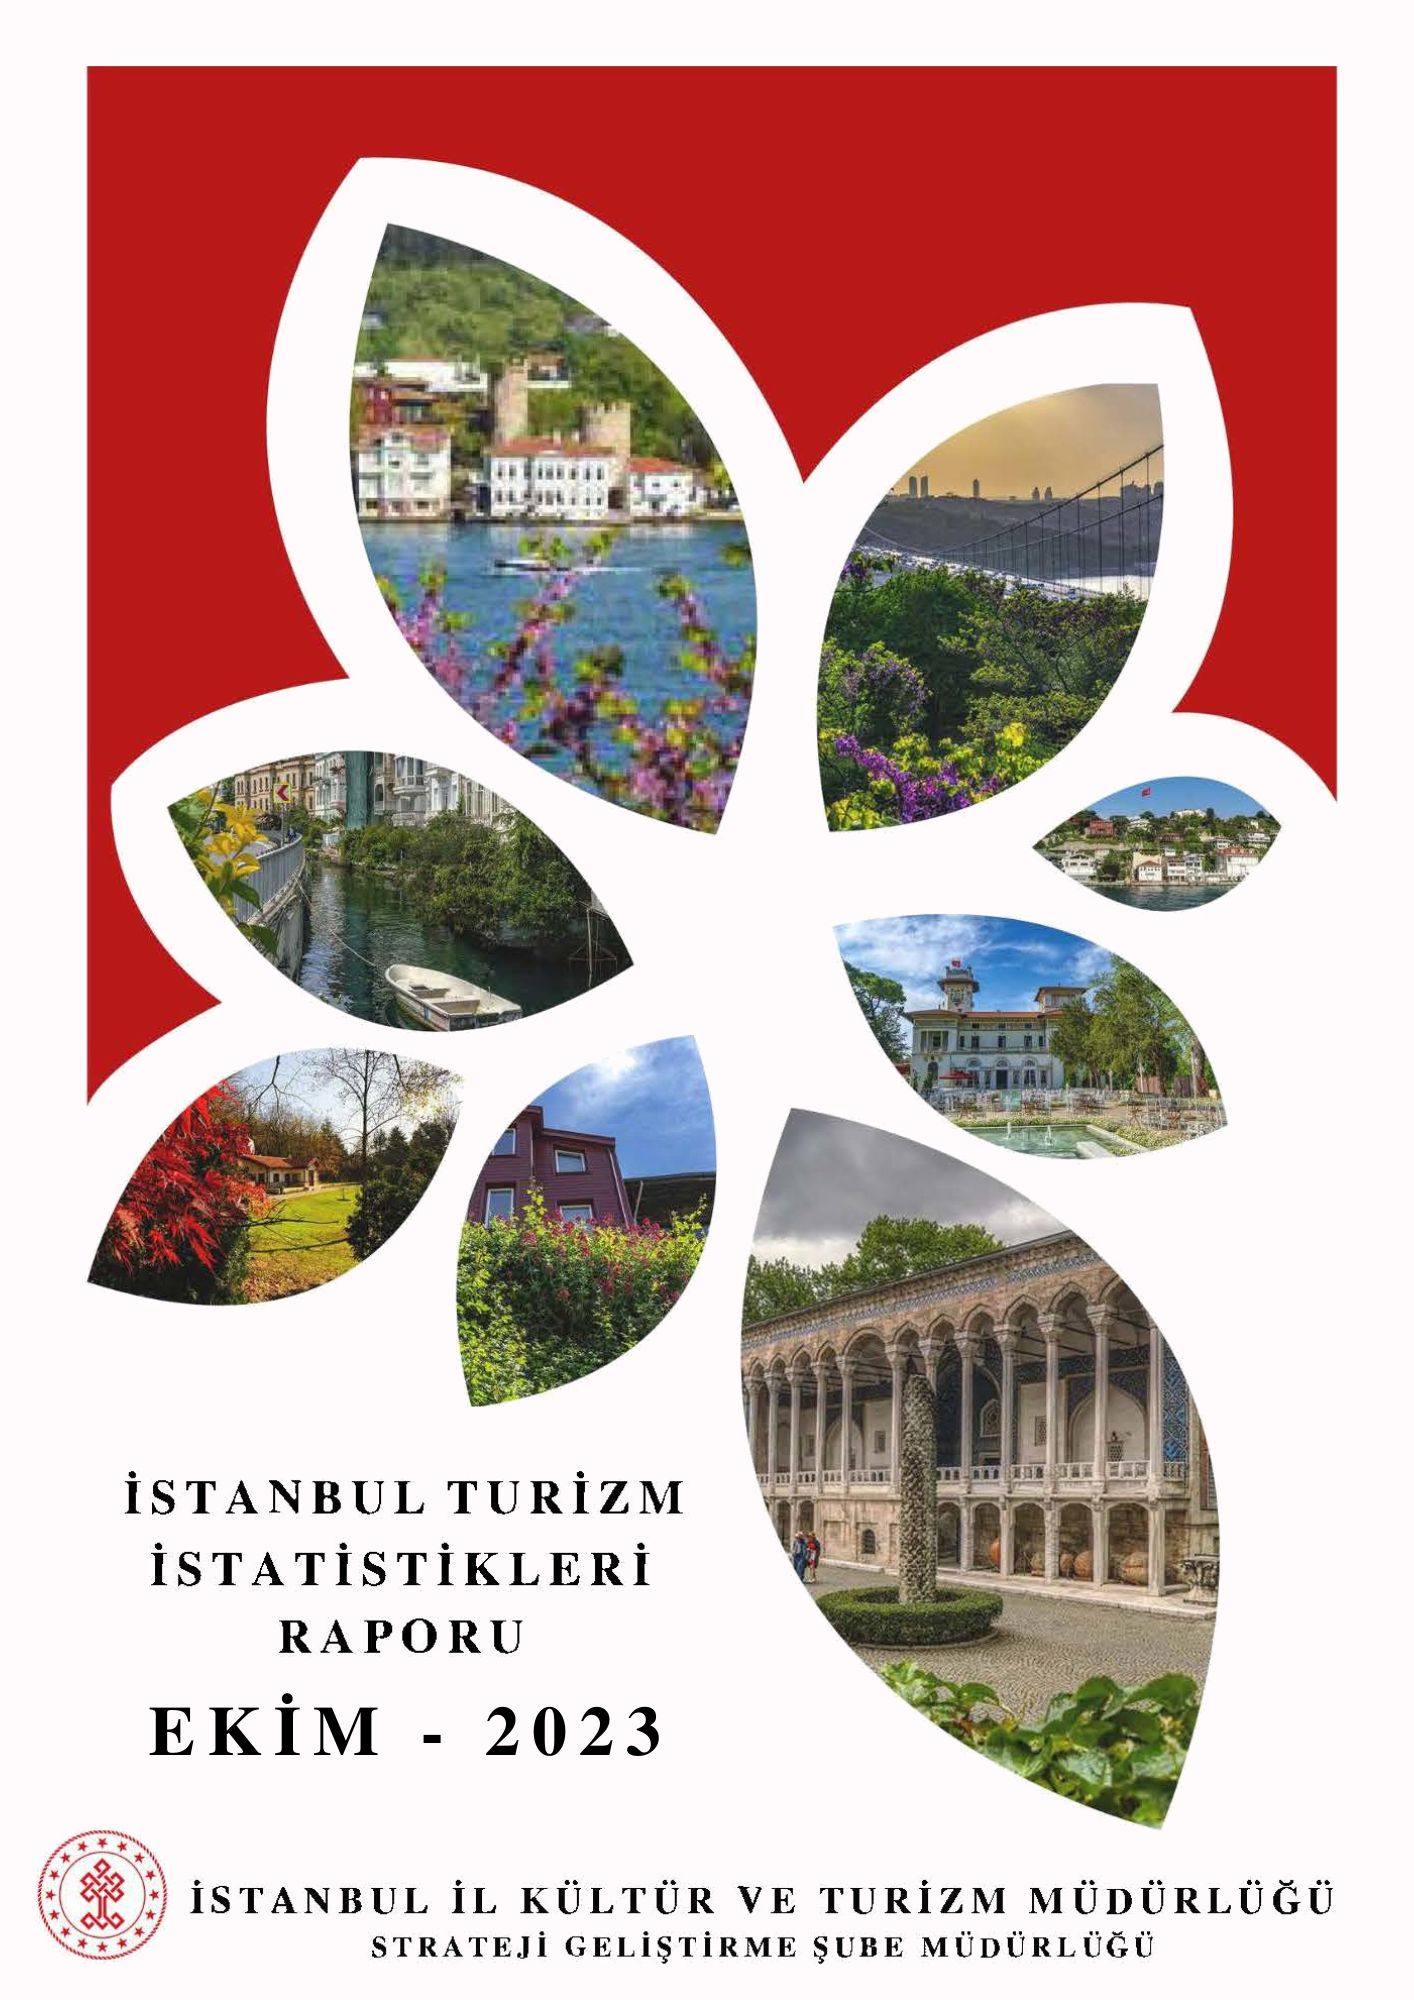 İSTANBUL TURİZM
İSTATİSTİKLERİ
RAPORU
EKİM - 2023
İSTANBUL İL KÜLTÜR VE TURİZM MÜDÜRLÜĞÜ
STRATEJİ GELİŞTİRME ŞUBE MÜDÜRLÜĞÜ